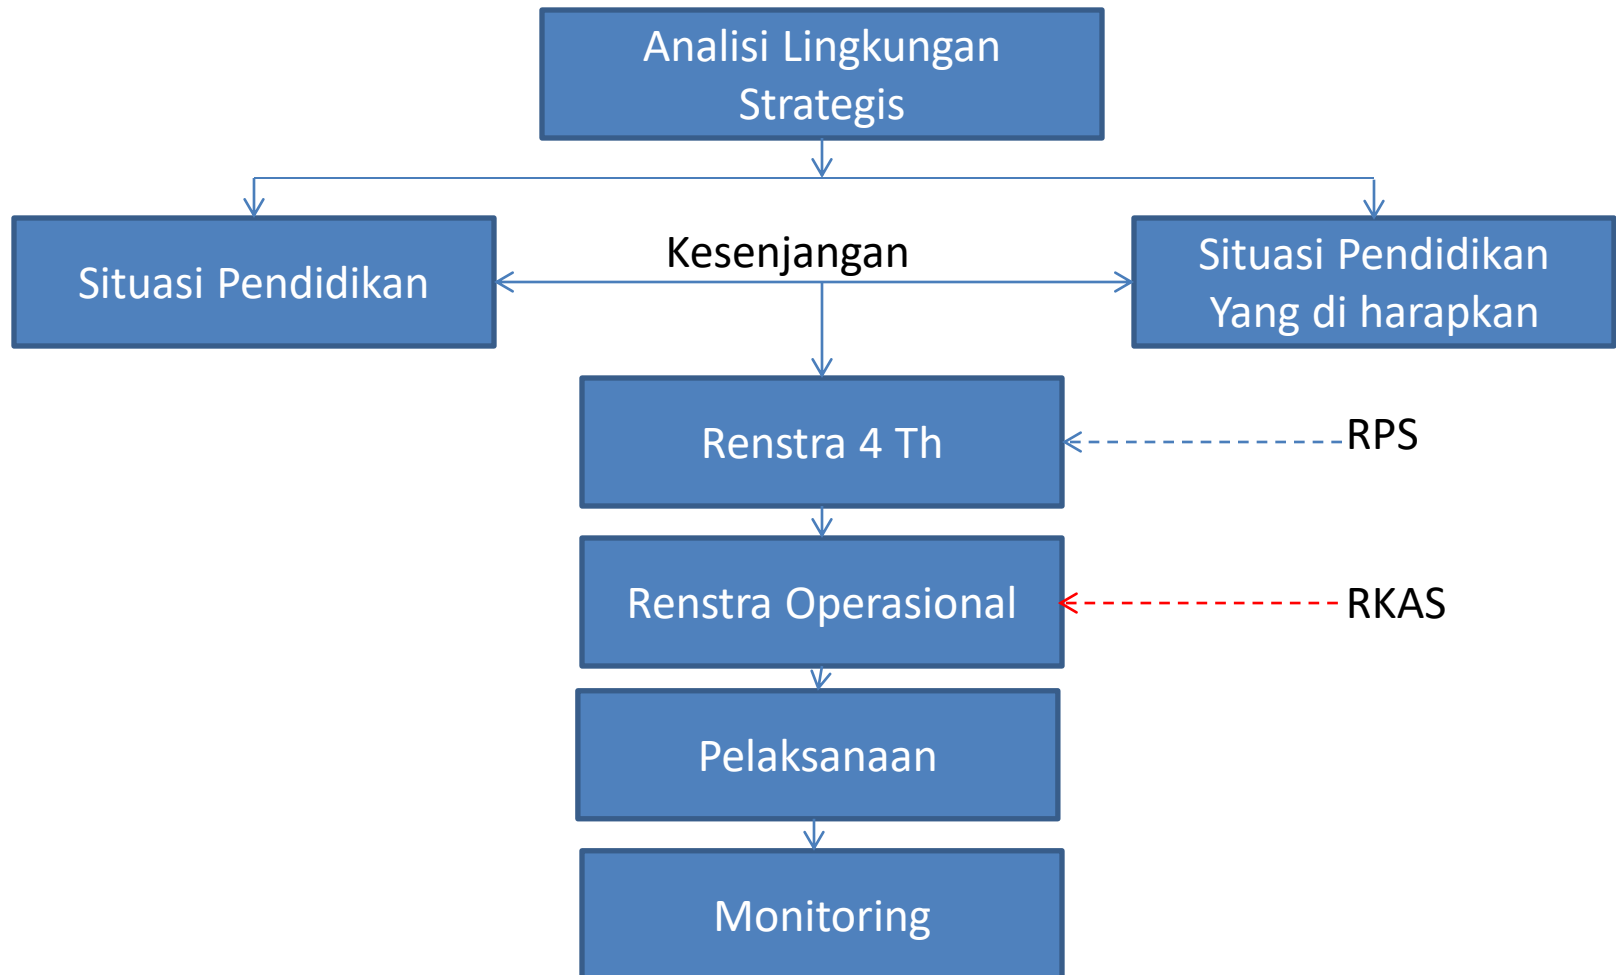 Analisi Lingkungan
Strategis
Situasi Pendidikan
Kesenjangan
Situasi Pendidikan
Yang di harapkan
Renstra 4 Th
RPS
Renstra Operasional
RKAS
Pelaksanaan
Monitoring